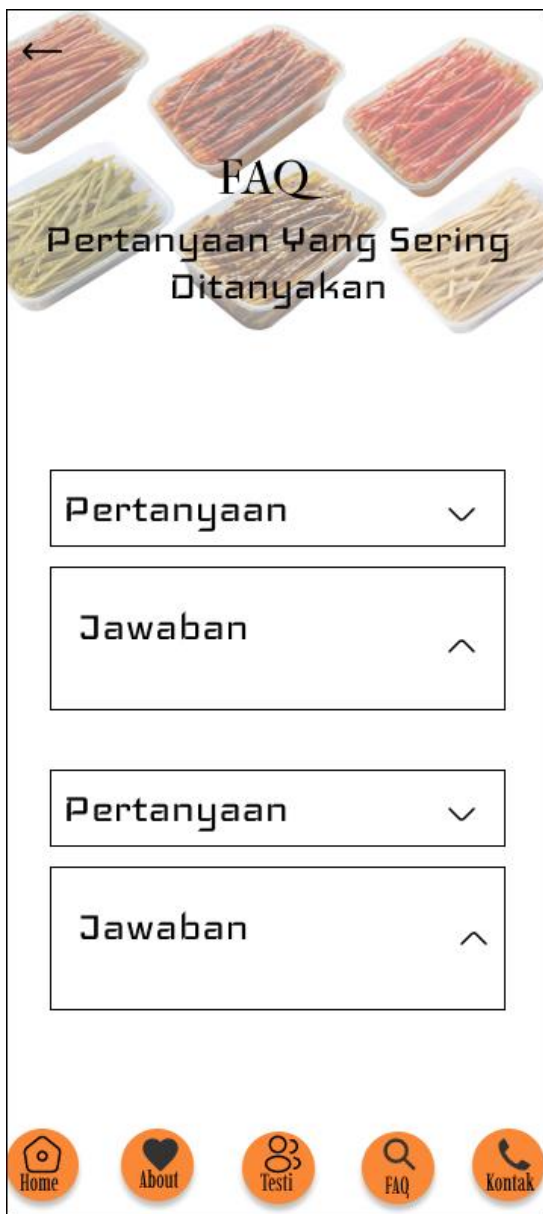 FAQ
Pertanyaan Yang Sering
Ditanyakan
Pertanyaan
Jawaban
Pertanyaan
Jawaban
Home
About
Testi
FAQ
Kontak